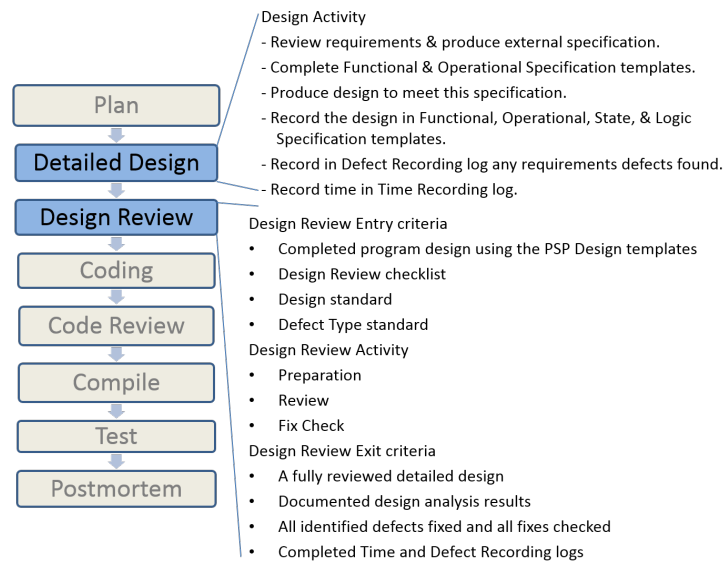 Plan
Detailed Design
Design Review
Coding
Code Review
Compile
Test
Postmortem
Design Activity
- Review requirements & produce external specification.
- Complete Functional & Operational Specification templates.
- Produce design to meet this specification.
- Record the design in Functional, Operational, State, & Logic
Specification templates.
- Record in Defect Recording log any requirements defects found.
- Record time in Time Recording log.
Design Review Entry criteria
• Completed program design using the PSP Design templates
• Design Review checklist
• Design standard
• Defect Type standard
Design Review Activity
• Preparation
• Review
• Fix Check
Design Review Exit criteria
• A fully reviewed detailed design
• Documented design analysis results
• All identified defects fixed and all fixes checked
• Completed Time and Defect Recording logs